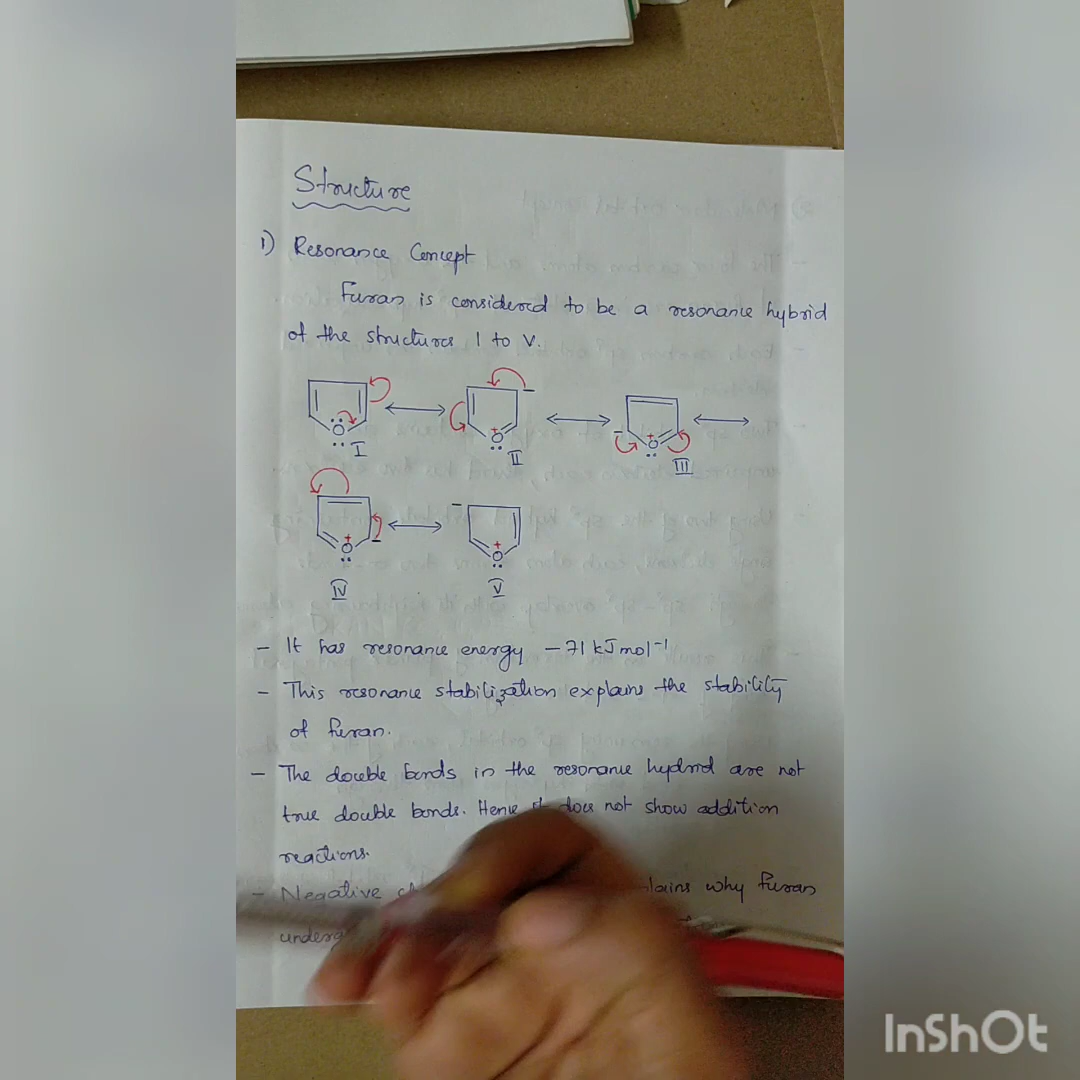 Structure
1) Resonance Concept
Furan is considered to be a resonance hybrid
of the structures I to V.
I
II
III
IV
V
- It has resonance energy - 71 kJ mol⁻¹
- This resonance stabilization explains the stability
of furan.
- The double bonds in the resonance hybrid are not
true double bonds. Hence it does not show addition
reactions.
- Negative why furan
InShOt